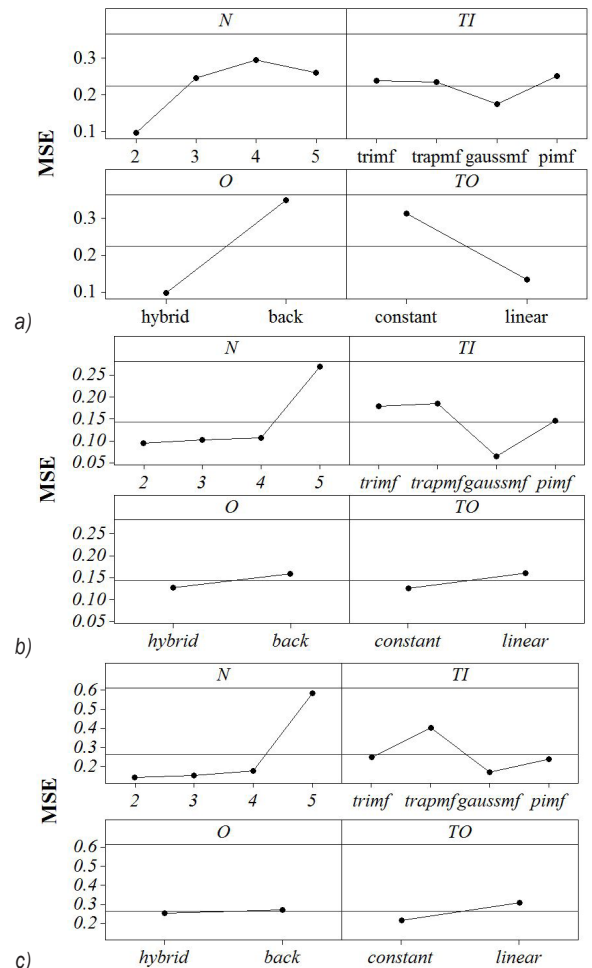 N TI
0.3
0.2
0.1
MSE
2 3 4 5 trimf trapmf gaussmf pimf
O TO
0.3
0.2
0.1
hybrid back constant linear
a)
N TI
0.25
0.20
0.15
0.10
0.05
MSE
2 3 4 5 trimf trapmf gaussmf pimf
O TO
0.25
0.20
0.15
0.10
0.05
hybrid back constant linear
b)
N TI
0.6
0.5
0.4
0.3
0.2
MSE
2 3 4 5 trimf trapmf gaussmf pimf
O TO
0.6
0.5
0.4
0.3
0.2
hybrid back constant linear
c)